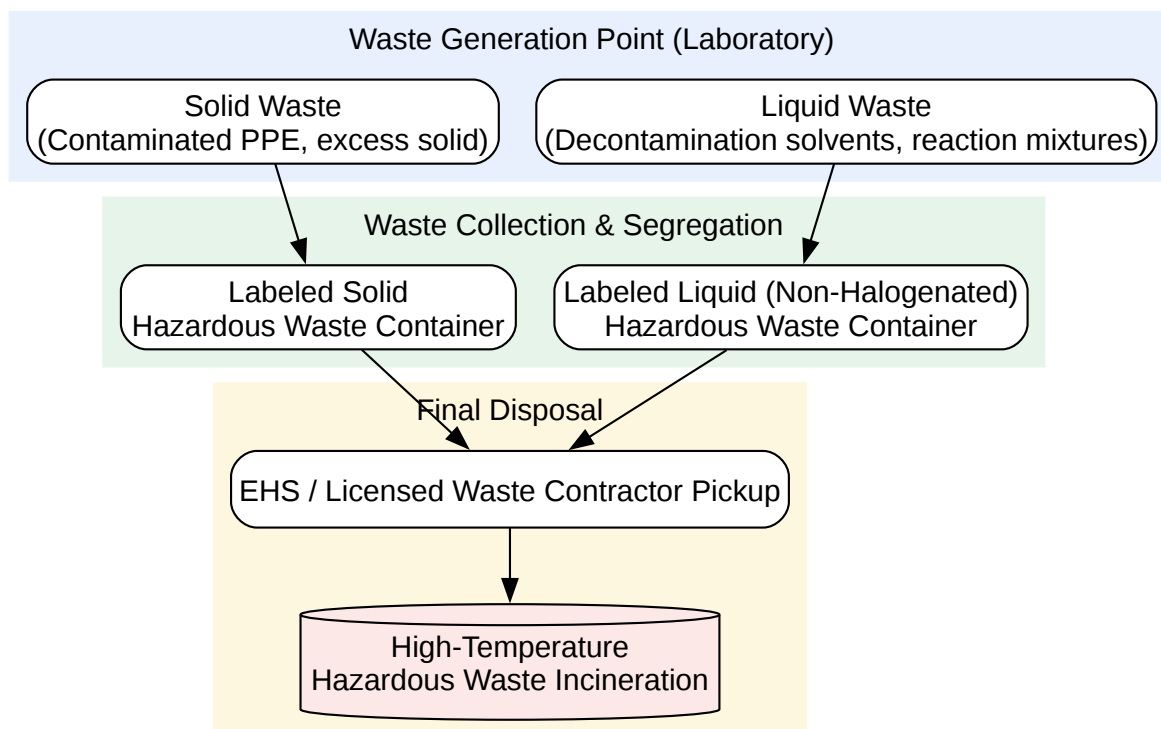 Waste Generation Point (Laboratory)
Solid Waste
(Contaminated PPE, excess solid)
Liquid Waste
(Decontamination solvents, reaction mixtures)
Waste Collection & Segregation
Labeled Solid
Hazardous Waste Container
Labeled Liquid (Non-Halogenated)
Hazardous Waste Container
Final Disposal
EHS / Licensed Waste Contractor Pickup
High-Temperature
Hazardous Waste Incineration